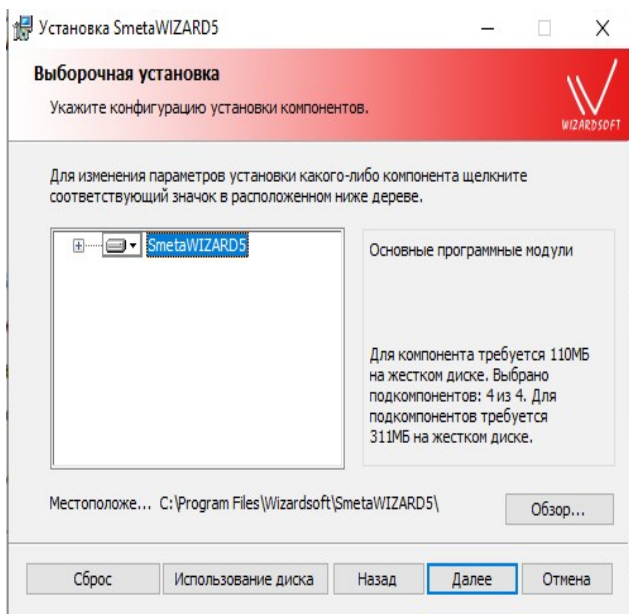 Установка SmetaWIZARD5
Выборочная установка
Укажите конфигурацию установки компонентов.
WIZARDSOFT
Для изменения параметров установки какого-либо компонента щелкните
соответствующий значок в расположенном ниже дереве.
SmetaWIZARD5
Основные программные модули
Для компонента требуется 110МБ
на жестком диске. Выбрано
подкомпонентов: 4 из 4. Для
подкомпонентов требуется
311МБ на жестком диске.
Местоположе... C:\Program Files\Wizardsoft\SmetaWIZARD5\
Обзор...
Сброс Использование диска Назад Далее Отмена